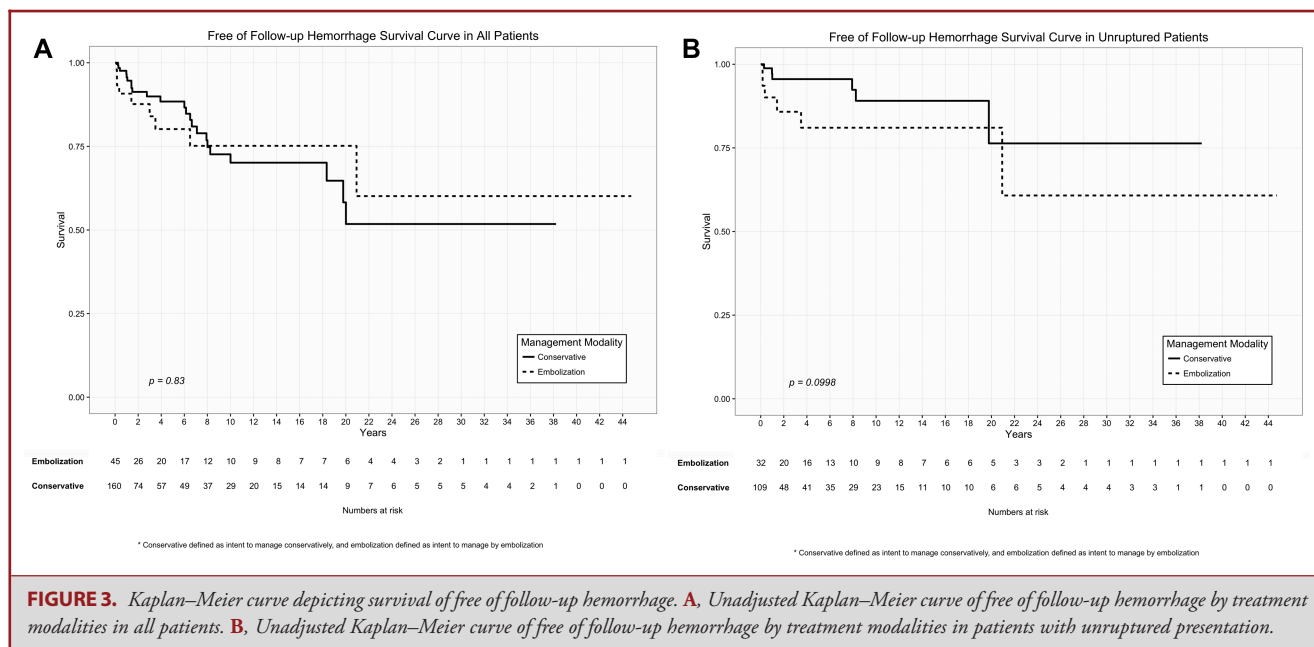 A
Free of Follow-up Hemorrhage Survival Curve in All Patients
1.00
0.75
0.50
0.25
0.00
Survival
p = 0.83
Management Modality
Conservative
Embolization
0 2 4 6 8 10 12 14 16 18 20 22 24 26 28 30 32 34 36 38 40 42 44
Years
Embolization 45 26 20 17 12 10 9 8 7 7 6 4 4 3 2 1 1 1 1 1 1 1 1
Conservative 160 74 57 49 37 29 20 15 14 14 9 7 6 5 5 5 4 4 2 1 0 0 0
Numbers at risk
* Conservative defined as intent to manage conservatively, and embolization defined as intent to manage by embolization
B
Free of Follow-up Hemorrhage Survival Curve in Unruptured Patients
1.00
0.75
0.50
0.25
0.00
Survival
p = 0.0998
Management Modality
Conservative
Embolization
0 2 4 6 8 10 12 14 16 18 20 22 24 26 28 30 32 34 36 38 40 42 44
Years
Embolization 32 20 16 13 10 9 8 7 6 6 5 3 3 2 1 1 1 1 1 1 1 1 1
Conservative 109 48 41 35 29 23 15 11 10 10 6 6 5 4 4 4 3 3 1 1 0 0 0
Numbers at risk
* Conservative defined as intent to manage conservatively, and embolization defined as intent to manage by embolization
FIGURE 3. Kaplan–Meier curve depicting survival of free of follow-up hemorrhage. A, Unadjusted Kaplan–Meier curve of free of follow-up hemorrhage by treatment
modalities in all patients. B, Unadjusted Kaplan–Meier curve of free of follow-up hemorrhage by treatment modalities in patients with unruptured presentation.